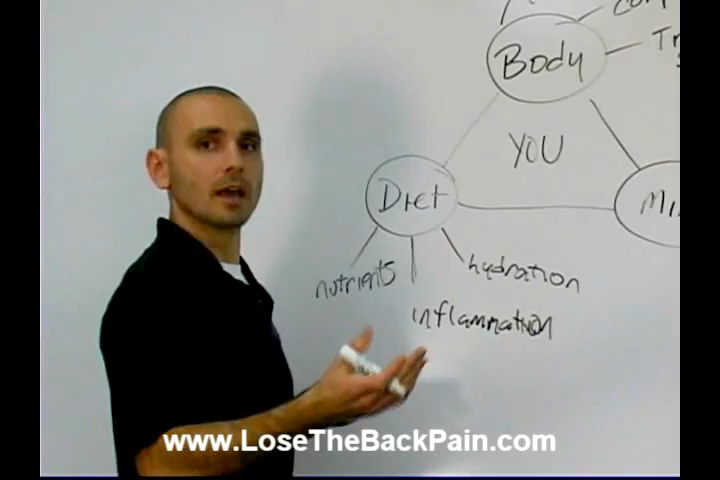 Body
YOU
Diet
nutrients
hydration
inflammation
www.LoseTheBackPain.com